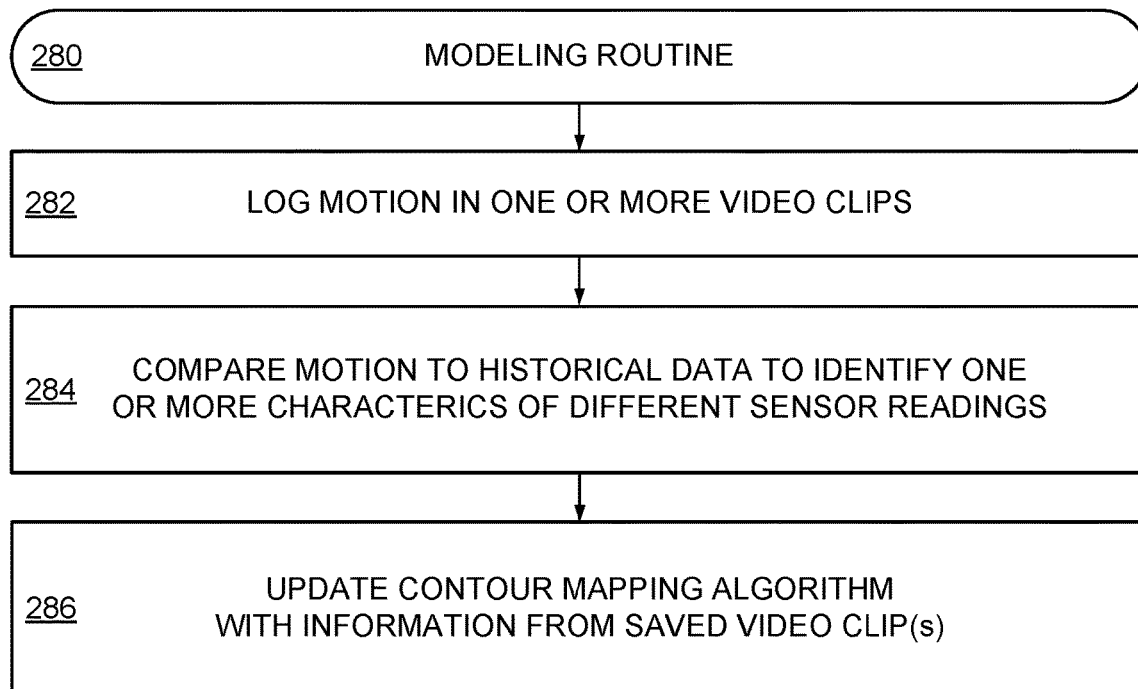 280 MODELING ROUTINE
282 LOG MOTION IN ONE OR MORE VIDEO CLIPS
COMPARE MOTION TO HISTORICAL DATA TO IDENTIFY ONE
284 OR MORE CHARACTERICS OF DIFFERENT SENSOR READINGS
UPDATE CONTOUR MAPPING ALGORITHM
286 WITH INFORMATION FROM SAVED VIDEO CLIP(s)